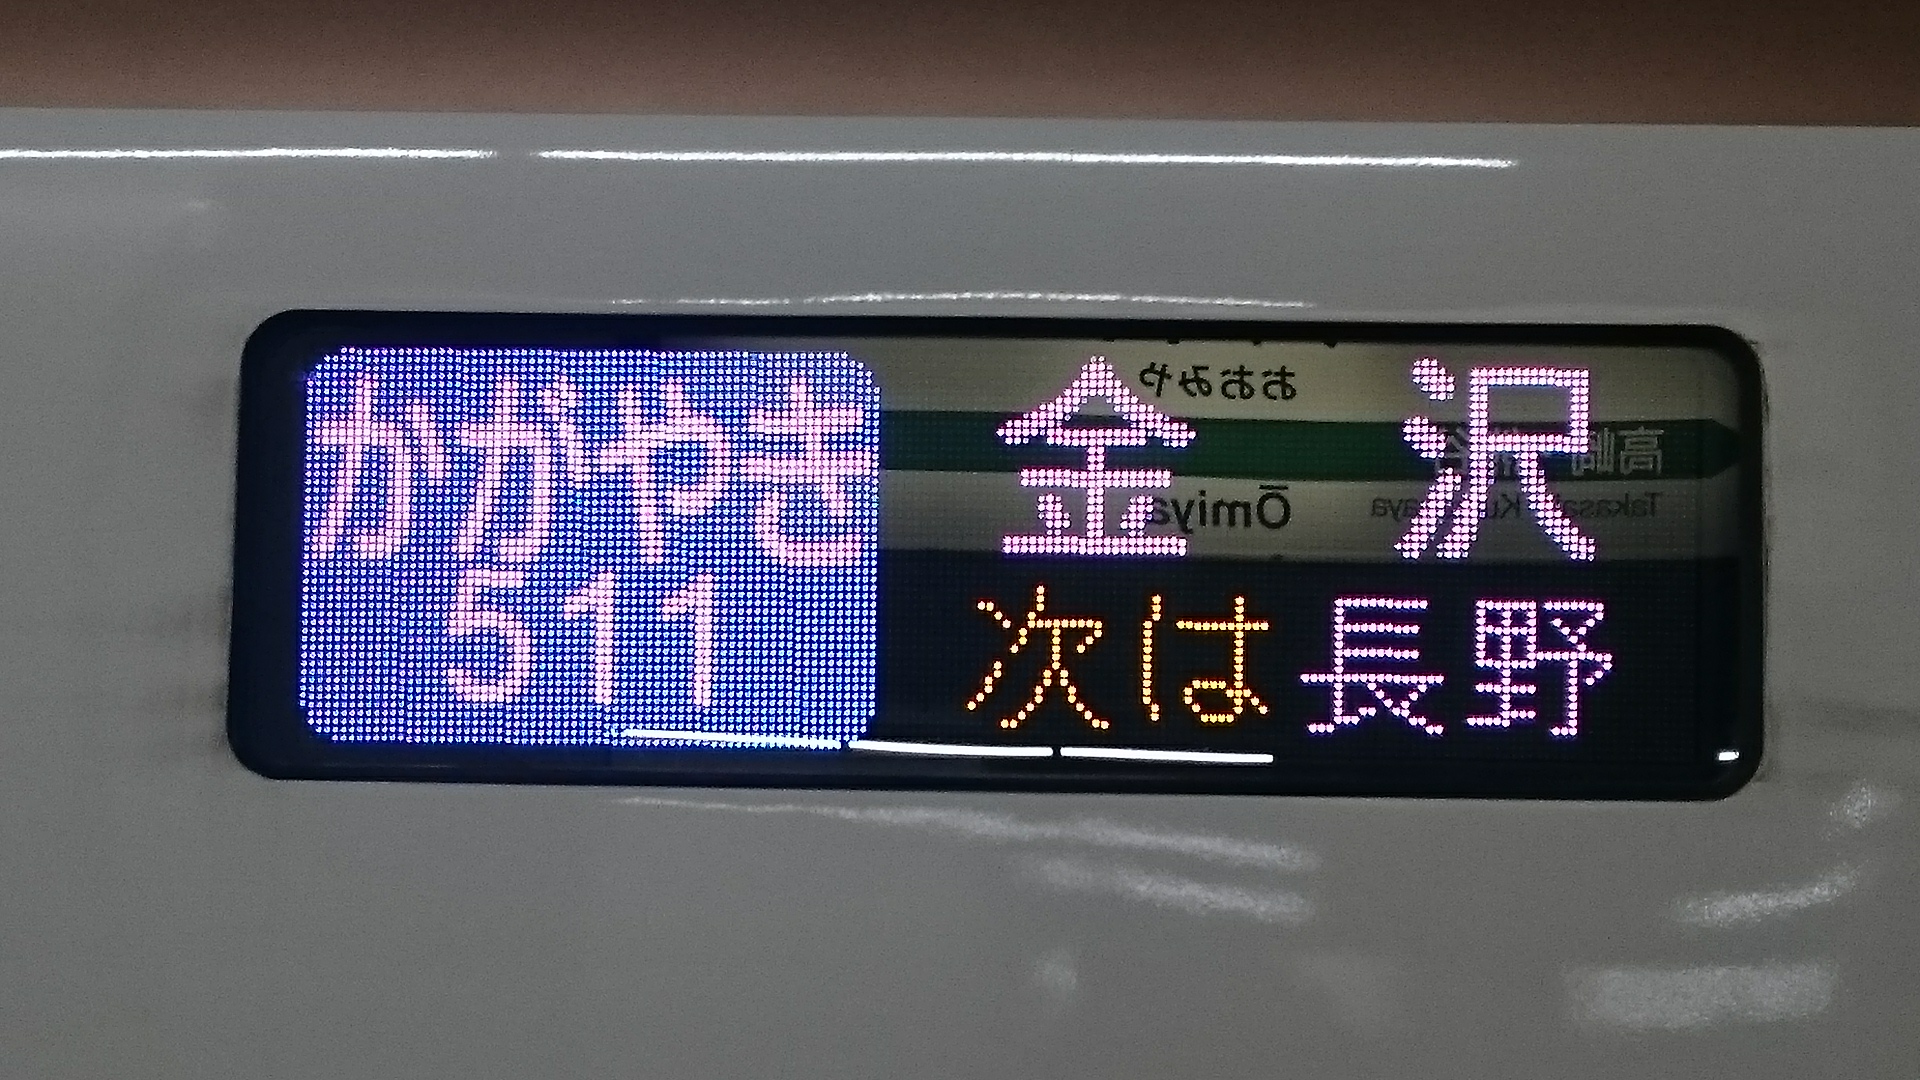 かがやき 金沢
511 次は長野
おおみや
Ōmiya
高崎